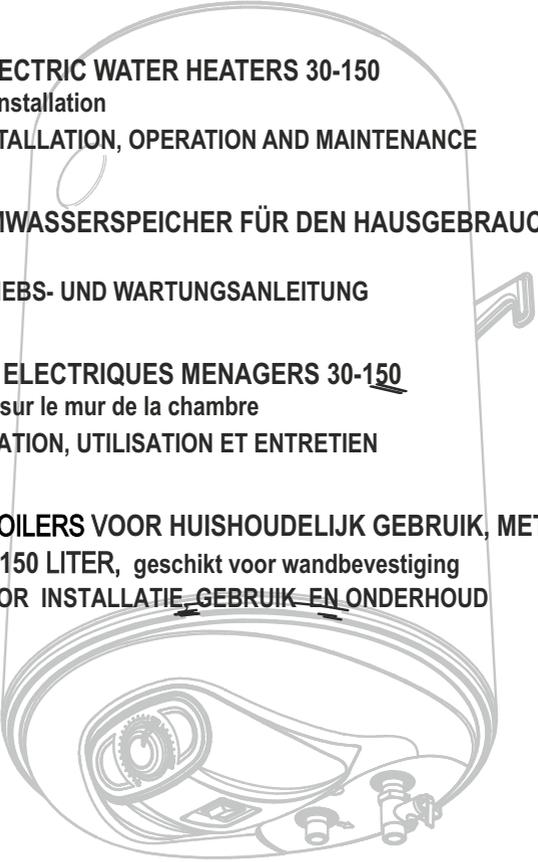 ECTRIC WATER HEATERS 30-150
nstallation
TALLATION, OPERATION AND MAINTENANCE
MWASSERSPEICHER FÜR DEN HAUSGEBRAUC
IEBS- UND WARTUNGSANLEITUNG
ELECTRIQUES MENAGERS 30-150
sur le mur de la chambre
ATION, UTILISATION ET ENTRETIEN
OILERS VOOR HUISHOUDELIJK GEBRUIK, MET
150 LITER, geschikt voor wandbevestiging
OR INSTALLATIE, GEBRUIK EN ONDERHOUD